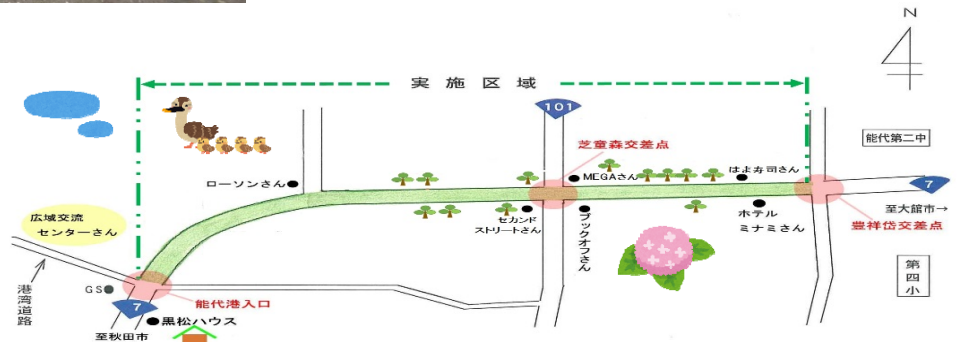 N
実施区域
101
芝童森交差点
能代第二中
MEGAさん
はよ寿司さん
ローソンさん
7
至大館市→
広域交流
センターさん
セカンド
ストリートさん
ブックオフさん
ホテル
ミナミさん
豊祥岱交差点
第四小
港湾道路
GS
能代港入口
7
黒松ハウス
至秋田市